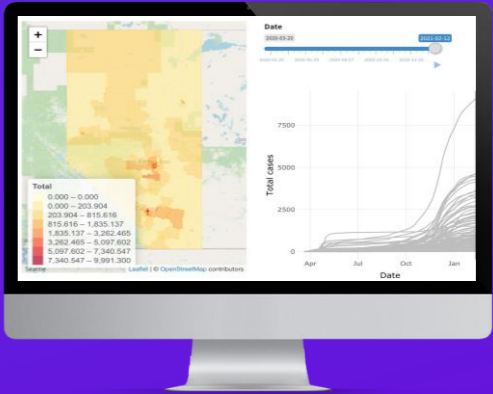 +
−
Total
0.000 – 0.000
0.000 – 203.904
203.904 – 815.616
815.616 – 1,835.137
1,835.137 – 3,262.465
3,262.465 – 5,097.602
5,097.602 – 7,340.547
7,340.547 – 9,991.300
Leaflet | © OpenStreetMap contributors
Date
2020-03-20
2021-02-12
Total cases
7500
5000
2500
0
Apr
Jul
Oct
Jan
Date